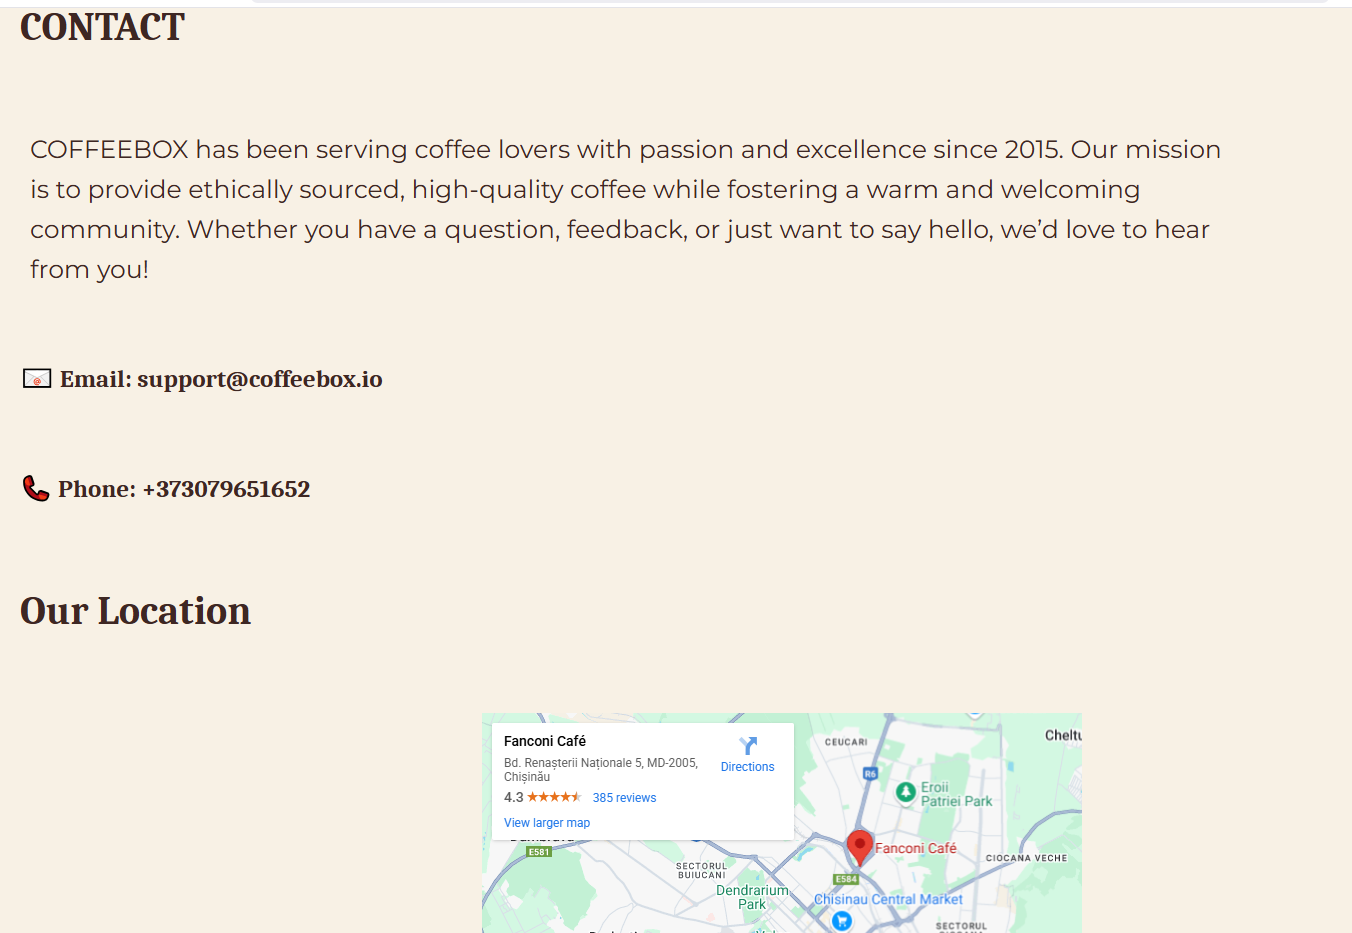 CONTACT
COFFEEBOX has been serving coffee lovers with passion and excellence since 2015. Our mission
is to provide ethically sourced, high-quality coffee while fostering a warm and welcoming
community. Whether you have a question, feedback, or just want to say hello, we’d love to hear
from you!
Email: support@coffeebox.io
Phone: +373079651652
Our Location
Fanconi Café
Directions
Bd. Renașterii Naționale 5, MD-2005,
Chișinău
4.3
385 reviews
View larger map
CEUCARI
R6
Eroii
Patriei Park
Fanconi Café
E581
CIOCANA VECHE
SECTORUL
BUIUCANI
E584
Dendrarium
Park
Chisinau Central Market
SECTORUL